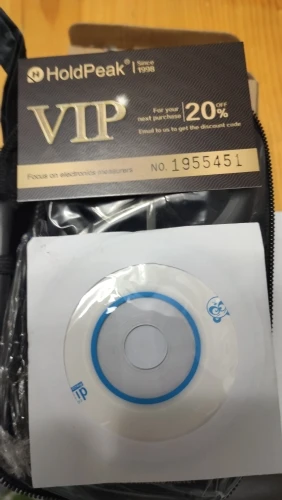 HoldPeak® Since 1998
VIP
For your next purchase 20% OFF
Email to us to get the discount code
Focus on electronics measures NO. 1955451